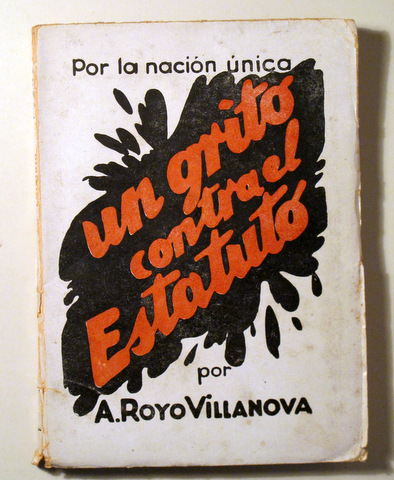 Por la nación única
un grito
contra el
Estatuto
por
A. ROYO VILLANOVA